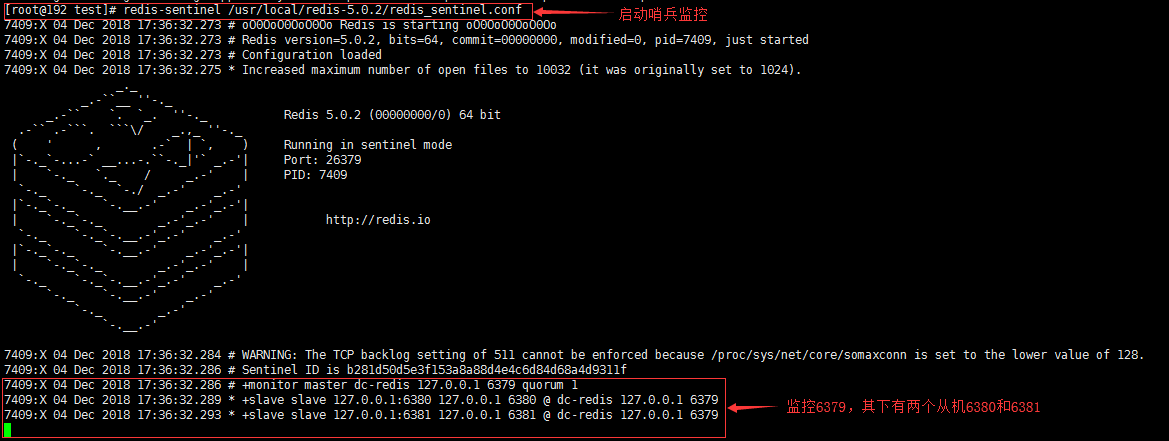 [root@192 test]# redis-sentinel /usr/local/redis-5.0.2/redis_sentinel.conf
启动哨兵监控
7409:X 04 Dec 2018 17:36:32.273 # oO0OoO0OoO0Oo Redis is starting oO0OoO0OoO0Oo
7409:X 04 Dec 2018 17:36:32.273 # Redis version=5.0.2, bits=64, commit=00000000, modified=0, pid=7409, just started
7409:X 04 Dec 2018 17:36:32.273 # Configuration loaded
7409:X 04 Dec 2018 17:36:32.275 * Increased maximum number of open files to 10032 (it was originally set to 1024).
Redis 5.0.2 (00000000/0) 64 bit
Running in sentinel mode
Port: 26379
PID: 7409
http://redis.io
7409:X 04 Dec 2018 17:36:32.284 # WARNING: The TCP backlog setting of 511 cannot be enforced because /proc/sys/net/core/somaxconn is set to the lower value of 128.
7409:X 04 Dec 2018 17:36:32.286 # Sentinel ID is b281d50d5e3f153a8a88d4e4c6d84d68a4d9311f
7409:X 04 Dec 2018 17:36:32.286 # +monitor master dc-redis 127.0.0.1 6379 quorum 1
7409:X 04 Dec 2018 17:36:32.289 * +slave slave 127.0.0.1:6380 127.0.0.1 6380 @ dc-redis 127.0.0.1 6379
7409:X 04 Dec 2018 17:36:32.293 * +slave slave 127.0.0.1:6381 127.0.0.1 6381 @ dc-redis 127.0.0.1 6379
监控6379，其下有两个从机6380和6381